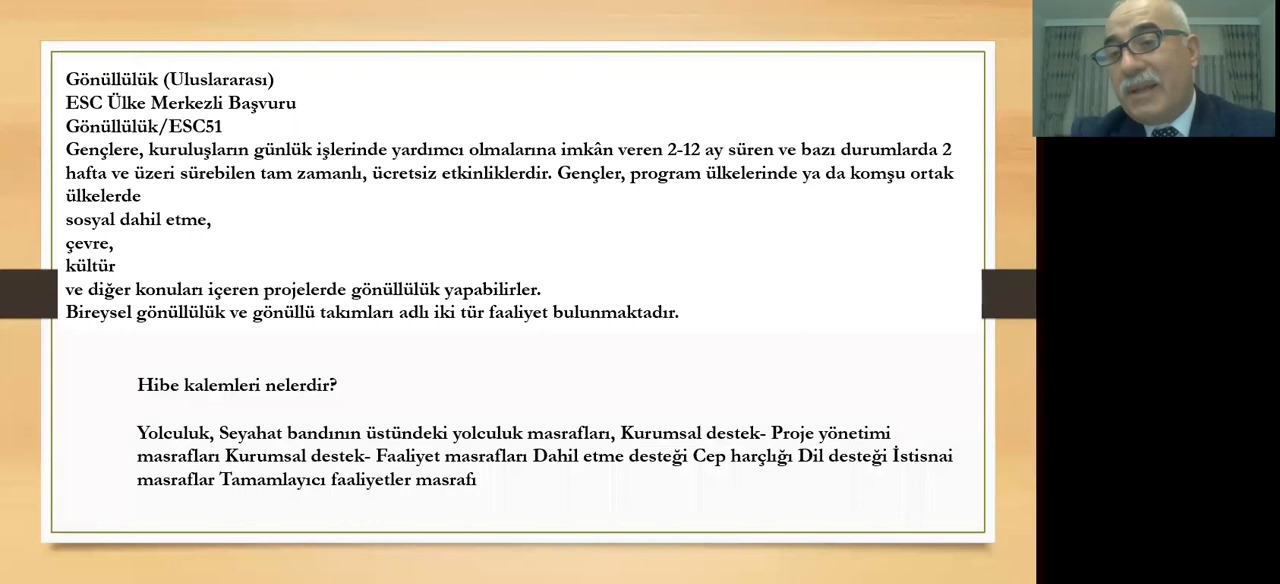 Gönüllülük (Uluslararası)
ESC Ülke Merkezli Başvuru
Gönüllülük/ESC51
Gençlere, kuruluşların günlük işlerinde yardımcı olmalarına imkân veren 2-12 ay süren ve bazı durumlarda 2
hafta ve üzeri sürebilen tam zamanlı, ücretsiz etkinliklerdir. Gençler, program ülkelerinde ya da komşu ortak
ülkelerde
sosyal dahil etme,
çevre,
kültür
ve diğer konuları içeren projelerde gönüllülük yapabilirler.
Bireysel gönüllülük ve gönüllü takımları adlı iki tür faaliyet bulunmaktadır.
Hibe kalemleri nelerdir?
Yolculuk, Seyahat bandının üstündeki yolculuk masrafları, Kurumsal destek- Proje yönetimi
masrafları Kurumsal destek- Faaliyet masrafları Dahil etme desteği Cep harçlığı Dil desteği İstisnai
masraflar Tamamlayıcı faaliyetler masrafı